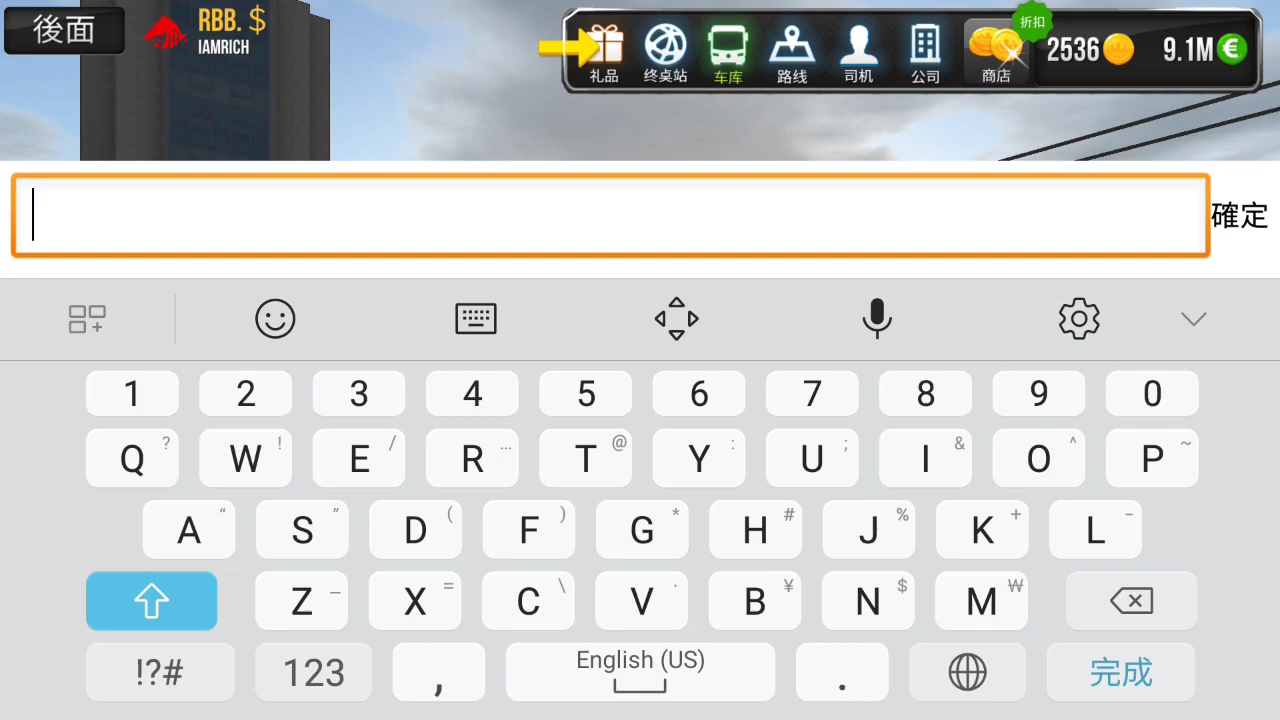 後面
RBB. $
IAMRICH
礼品
终桌站
车库
路线
司机
公司
商店
折扣
2536
9.1M €
確定
1 2 3 4 5 6 7 8 9 0
Q ? W ! E / R ... T @ Y : U ; I & O ^ P ~
A “ S ” D ( F ) G * H # J % K + L -
Z _ X = C \ V · B ¥ N $ M ₩
!?# 123 , English (US) . 完成